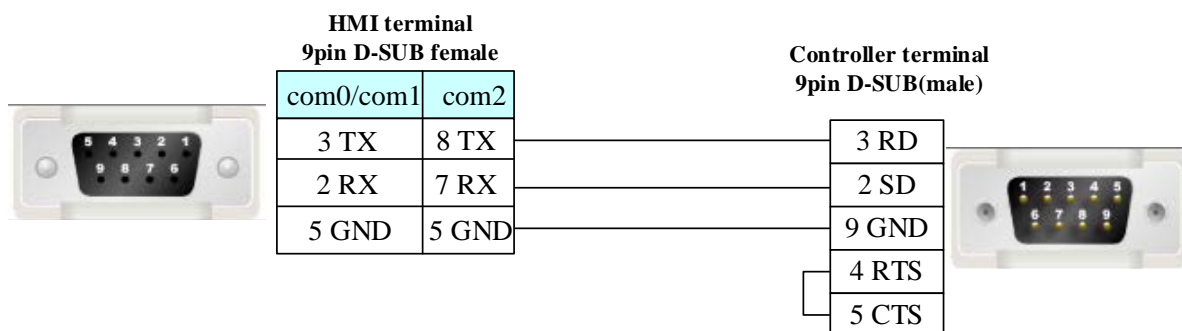 HMI terminal
9pin D-SUB female
com0/com1 com2
3 TX 8 TX
2 RX 7 RX
5 GND 5 GND
5 4 3 2 1
9 8 7 6
Controller terminal
9pin D-SUB(male)
3 RD
2 SD
9 GND
4 RTS
5 CTS
1 2 3 4 5
6 7 8 9